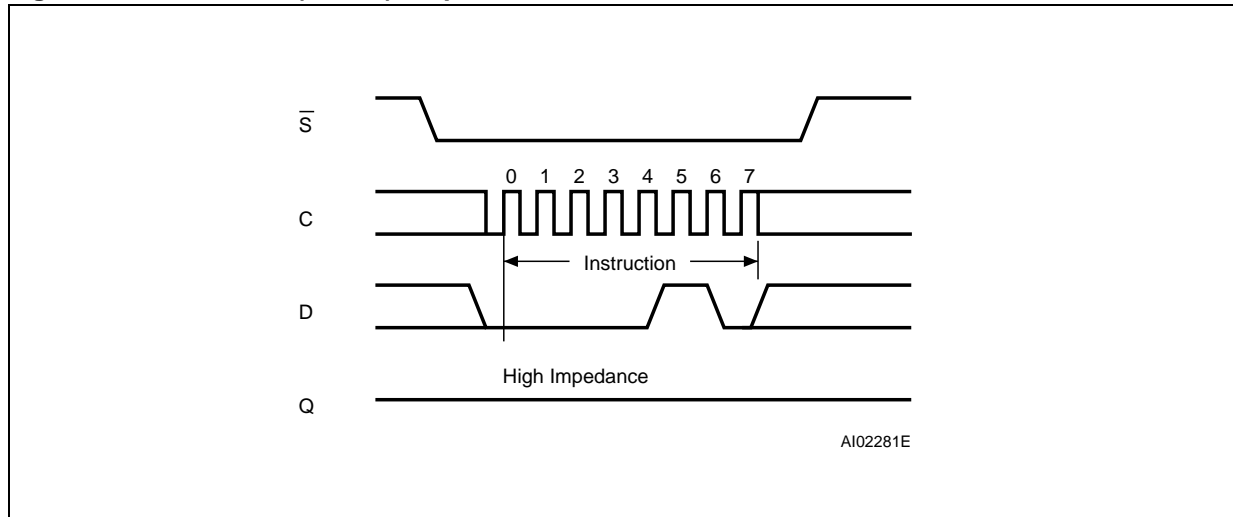 S̅
0 1 2 3 4 5 6 7
C
Instruction
D
High Impedance
Q
AI02281E